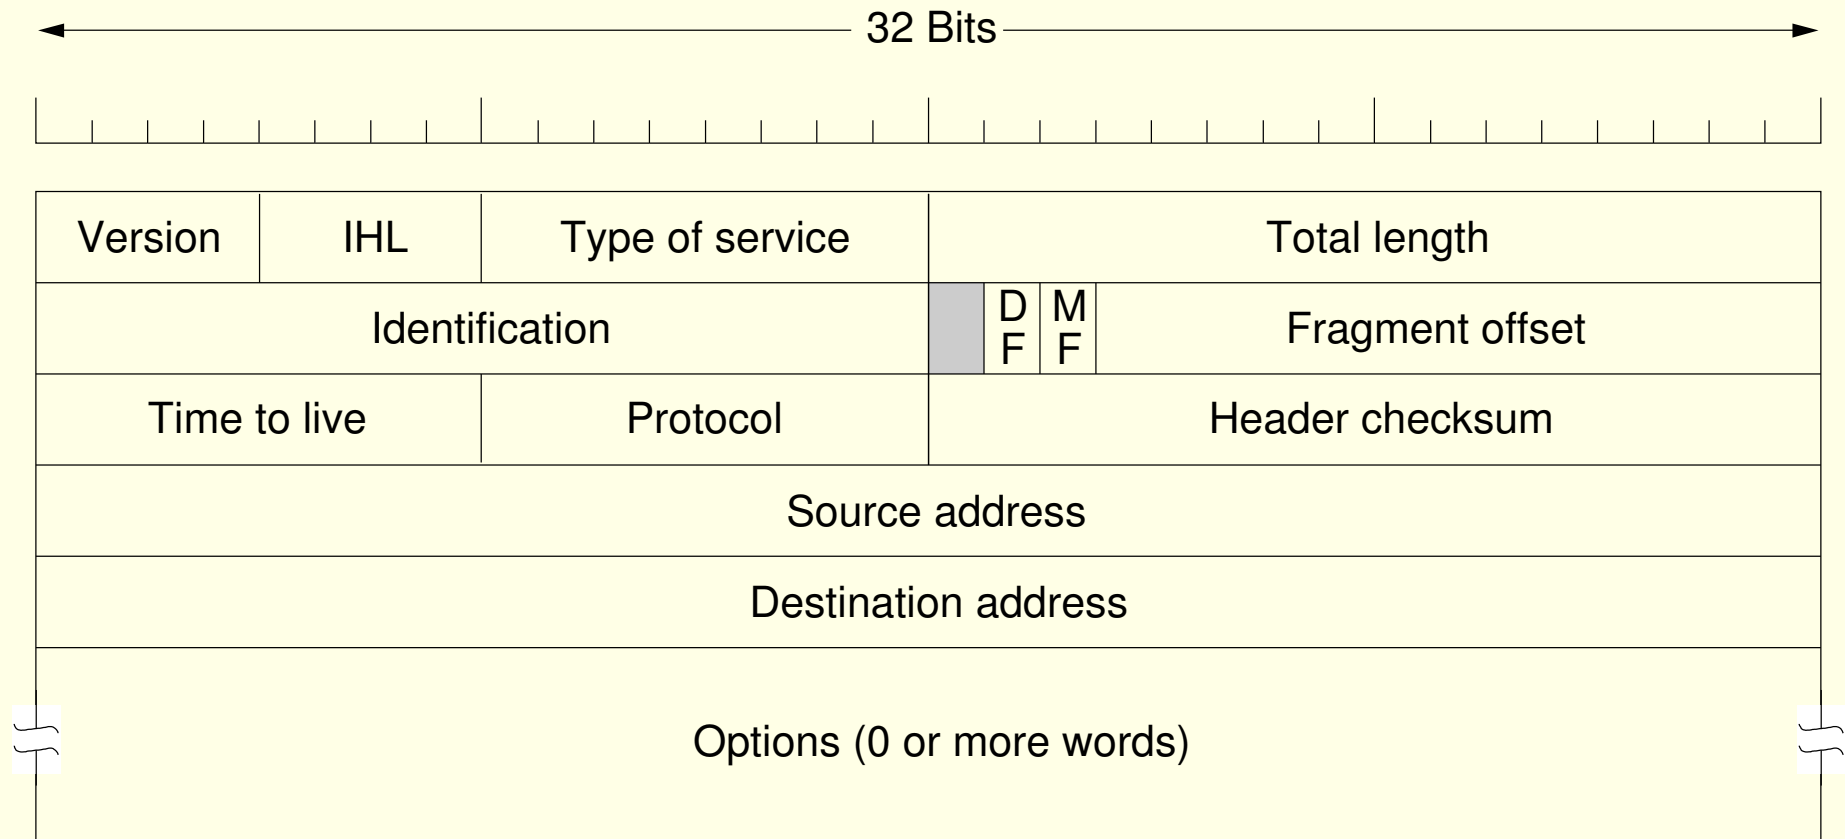 32 Bits
Version IHL Type of service Total length
Identification D F M F Fragment offset
Time to live Protocol Header checksum
Source address
Destination address
Options (0 or more words)